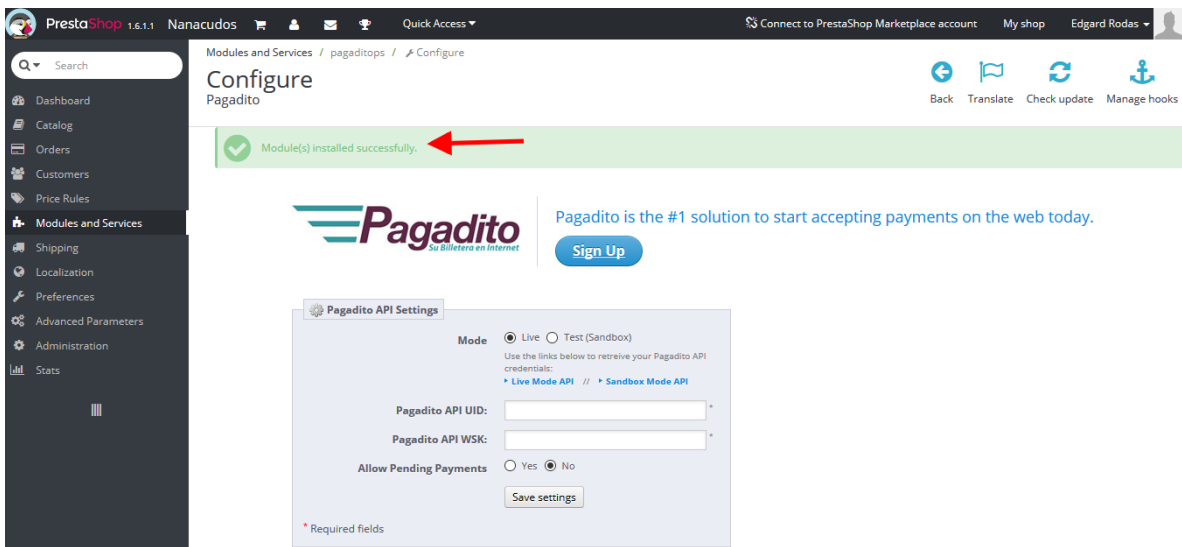 PrestaShop 1.6.1.1 Nanacudos Quick Access Connect to PrestaShop Marketplace account My shop Edgard Rodas
Search
Dashboard
Catalog
Orders
Customers
Price Rules
Modules and Services
Shipping
Localization
Preferences
Advanced Parameters
Administration
Stats
Modules and Services / pagaditops / Configure
Configure
Pagadito
Back Translate Check update Manage hooks
Module(s) installed successfully.
Pagadito
Su Billetera en Internet
Pagadito is the #1 solution to start accepting payments on the web today.
Sign Up
Pagadito API Settings
Mode Live Test (Sandbox)
Use the links below to retreive your Pagadito API
credentials:
Live Mode API // Sandbox Mode API
Pagadito API UID: *
Pagadito API WSK: *
Allow Pending Payments Yes No
Save settings
* Required fields